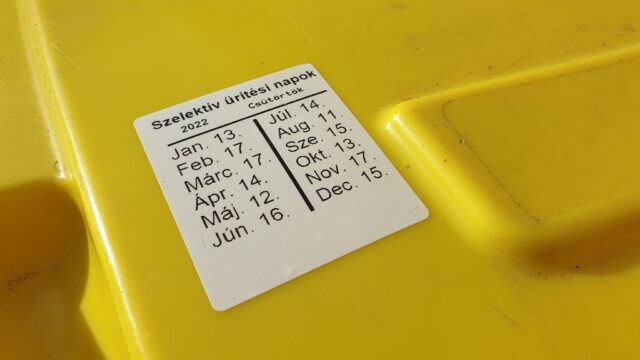 Szelektív ürítési napok
2022 Csütörtök
Jan. 13.
Feb. 17.
Márc. 17.
Ápr. 14.
Máj. 12.
Jún. 16.
Júl. 14.
Aug. 11.
Sze. 15.
Okt. 13.
Nov. 17.
Dec. 15.